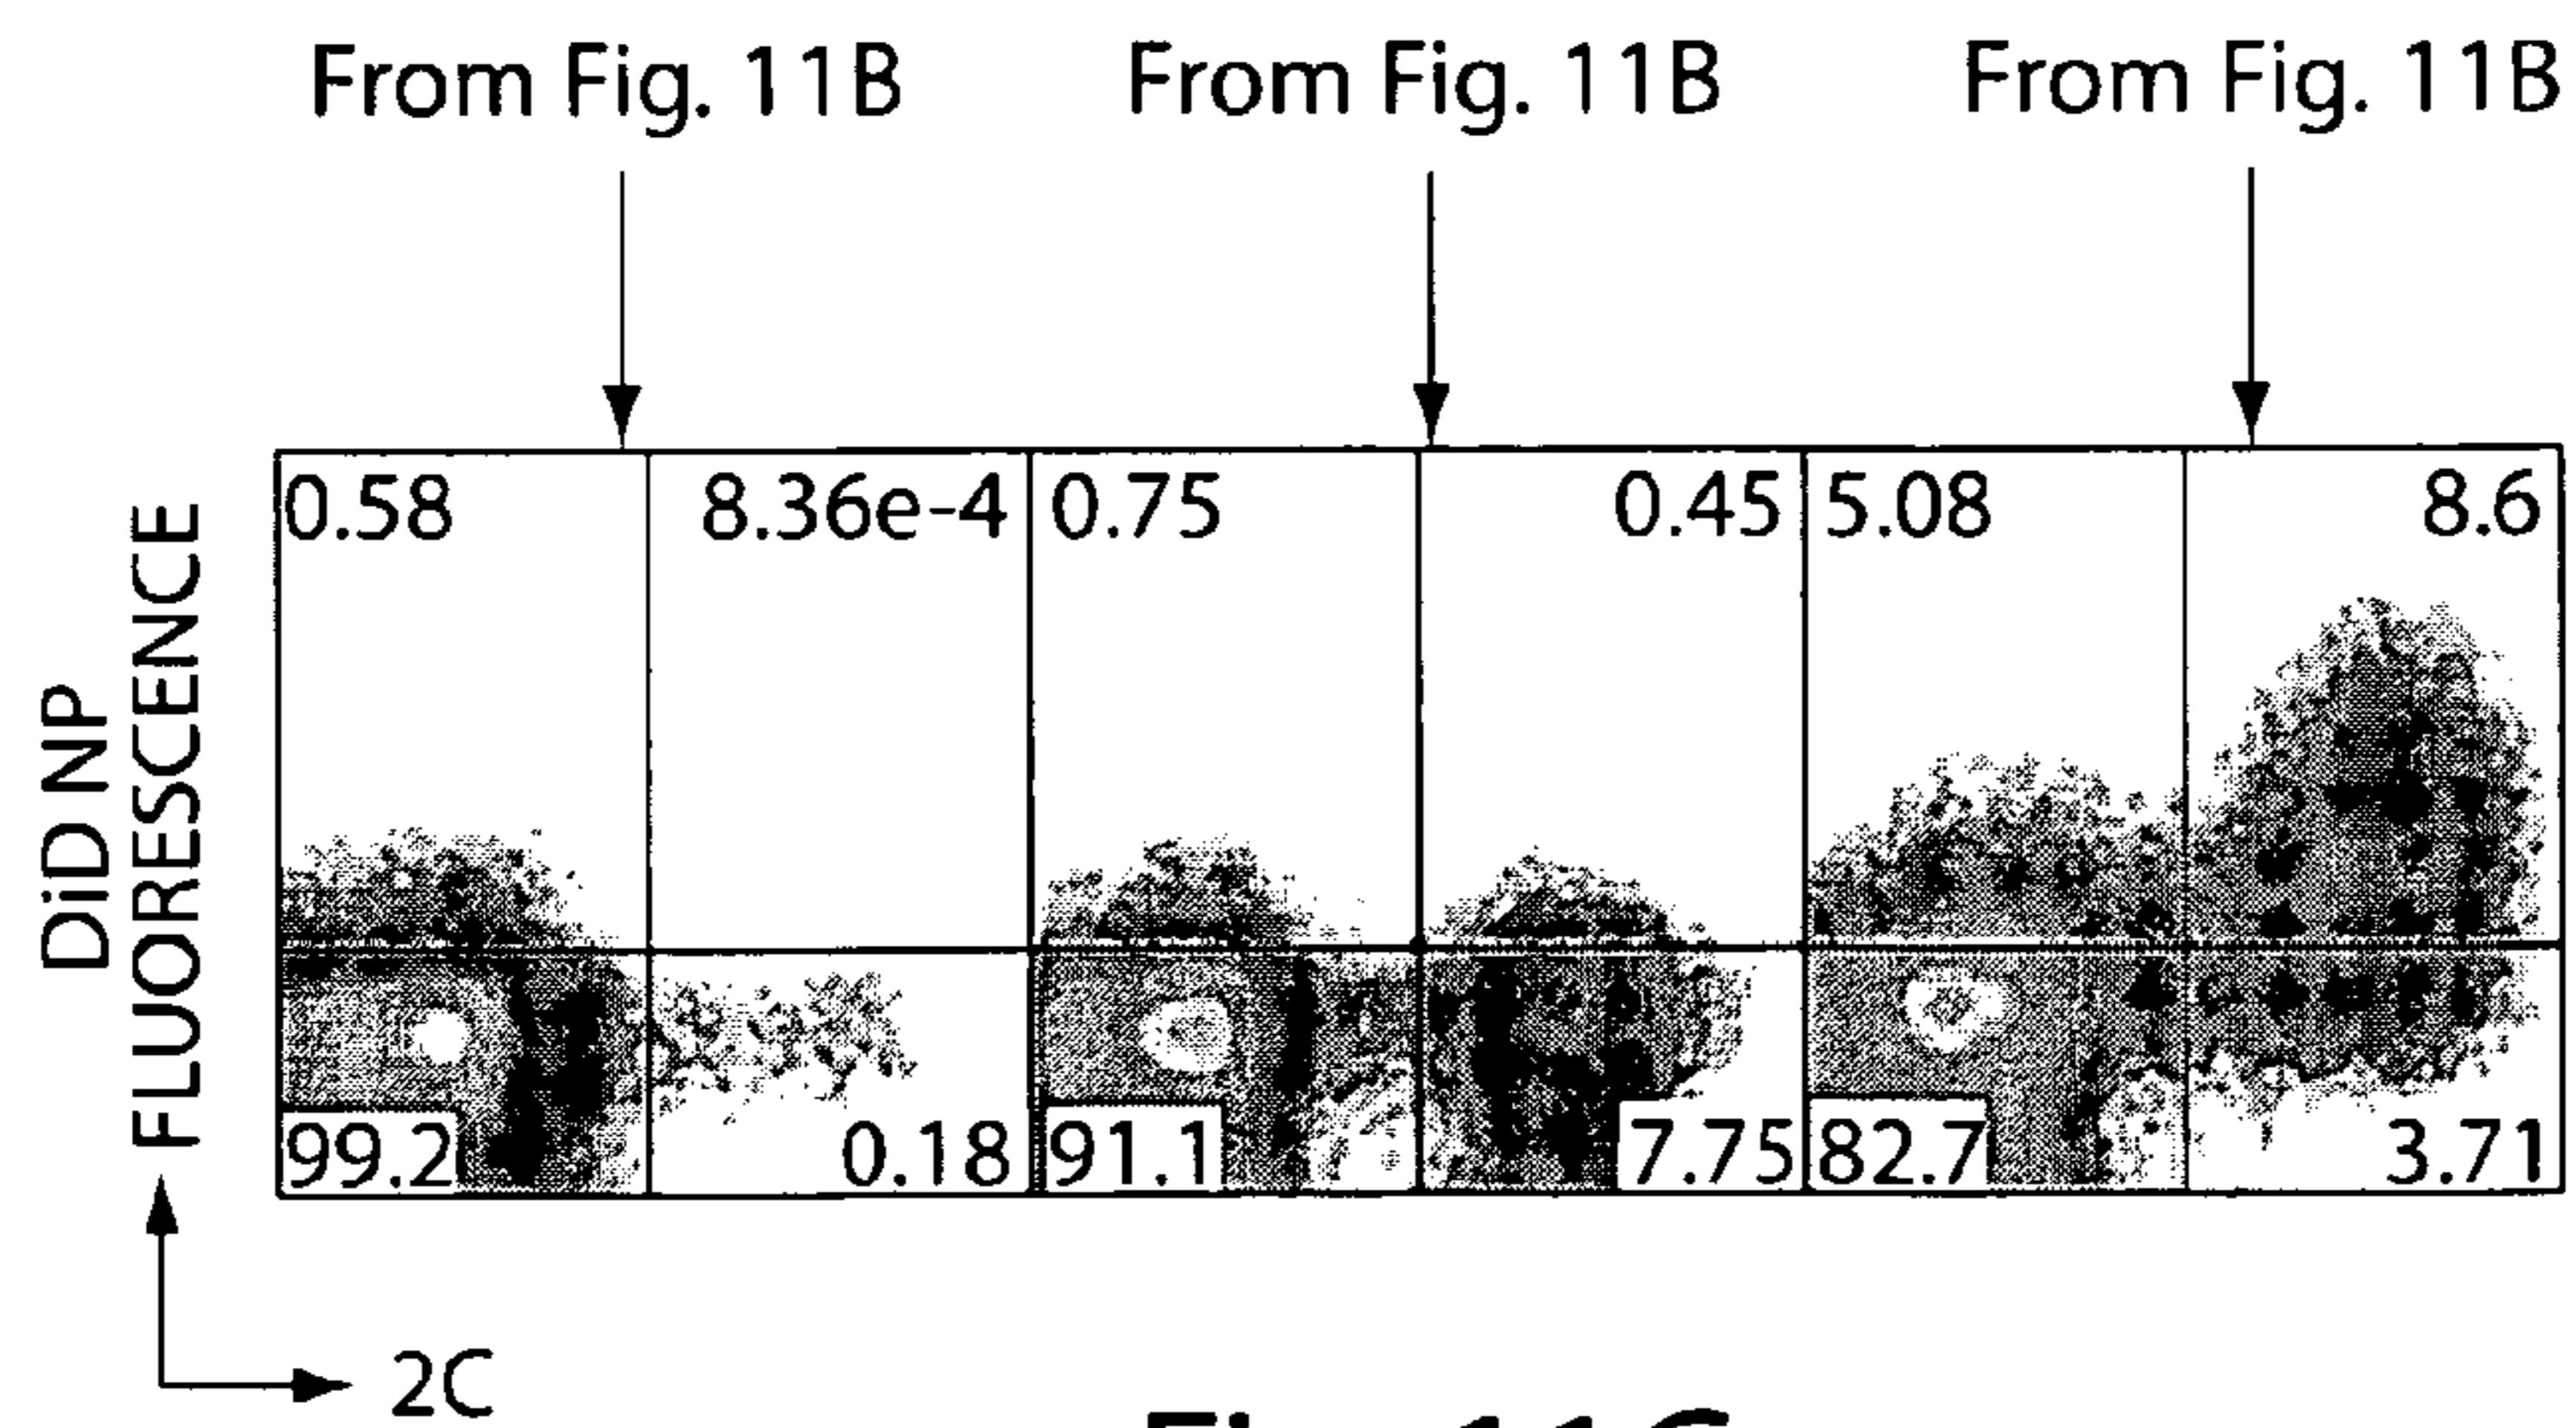 From Fig. 11B From Fig. 11B From Fig. 11B
DiD NP
FLUORESCENCE
0.58 8.36e-4 0.75 0.45 5.08 8.6
99.2 0.18 91.1 7.75 82.7 3.71
2C